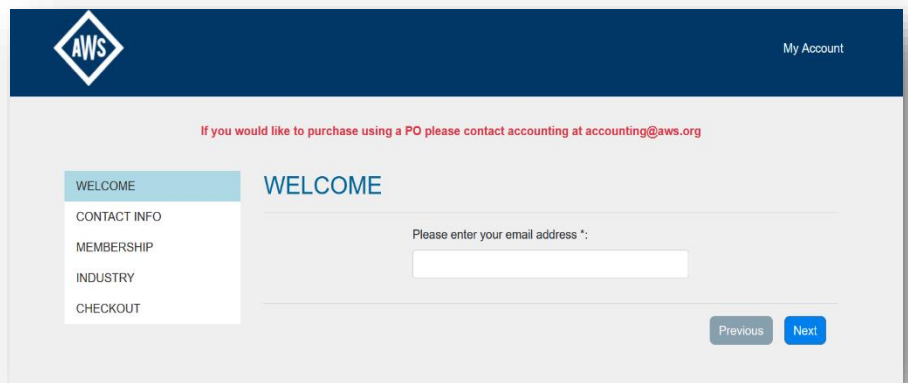 AWS
My Account
If you would like to purchase using a PO please contact accounting at accounting@aws.org
WELCOME
CONTACT INFO
MEMBERSHIP
INDUSTRY
CHECKOUT
WELCOME
Please enter your email address *:
Previous
Next